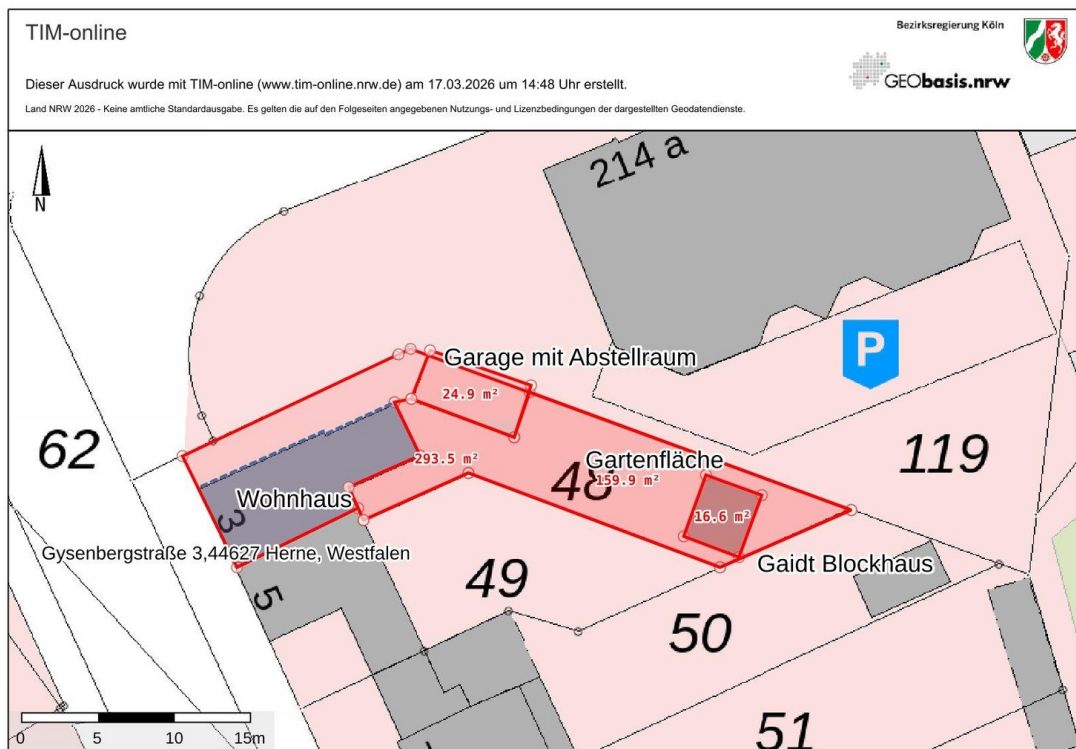 TIM-online
Bezirksregierung Köln
Dieser Ausdruck wurde mit TIM-online (www.tim-online.nrw.de) am 17.03.2026 um 14:48 Uhr erstellt.
GEObasis.nrw
Land NRW 2026 - Keine amtliche Standardausgabe. Es gelten die auf den Folgeseiten angegebenen Nutzungs- und Lizenzbedingungen der dargestellten Geodatendienste.
N
214 a
P
Garage mit Abstellraum
24.9 m²
62
119
293.5 m²
48
Gartenfläche
159.9 m²
Wohnhaus
16.6 m²
3
Gysenbergstraße 3,44627 Herne, Westfalen
Gaidt Blockhaus
49
5
50
51
0 5 10 15m